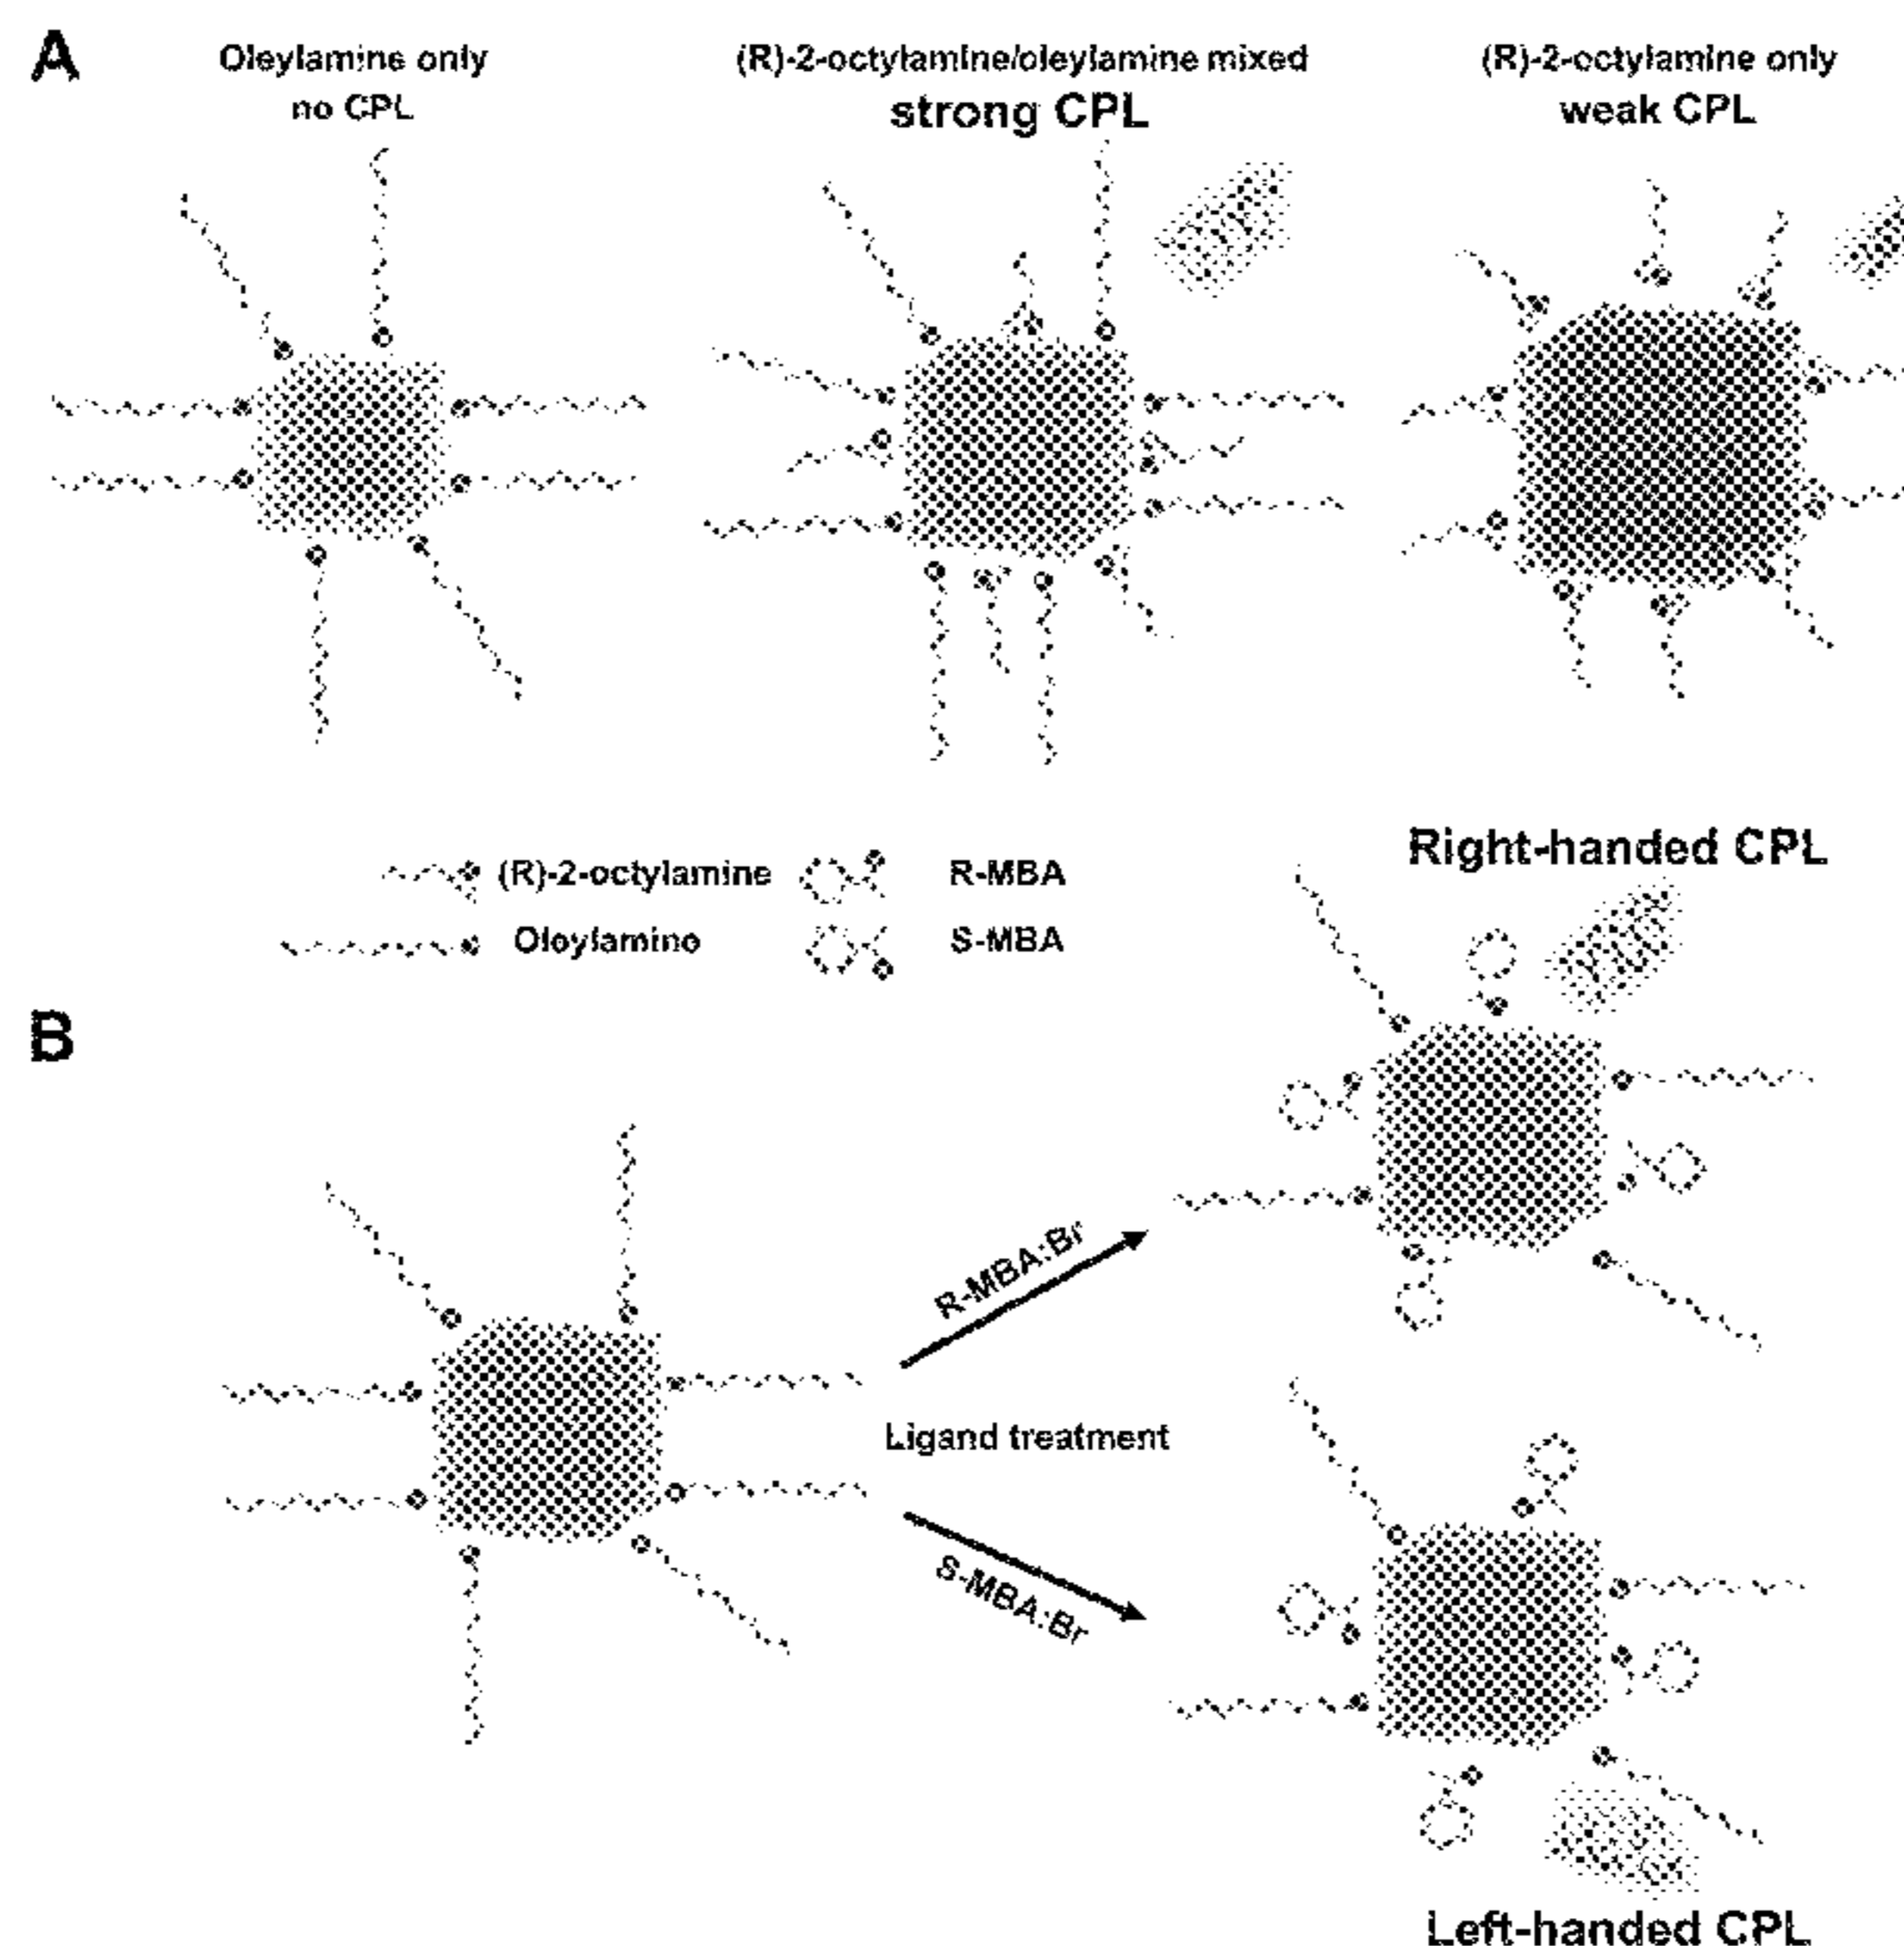 A
Oleylamine only
no CPL
(R)-2-octylamine/oleylamine mixed
strong CPL
(R)-2-octylamine only
weak CPL
(R)-2-octylamine
R-MBA
Oloylamino
S-MBA
Right-handed CPL
B
R-MBA:Br
Ligand treatment
S-MBA:Br
Left-handed CPL